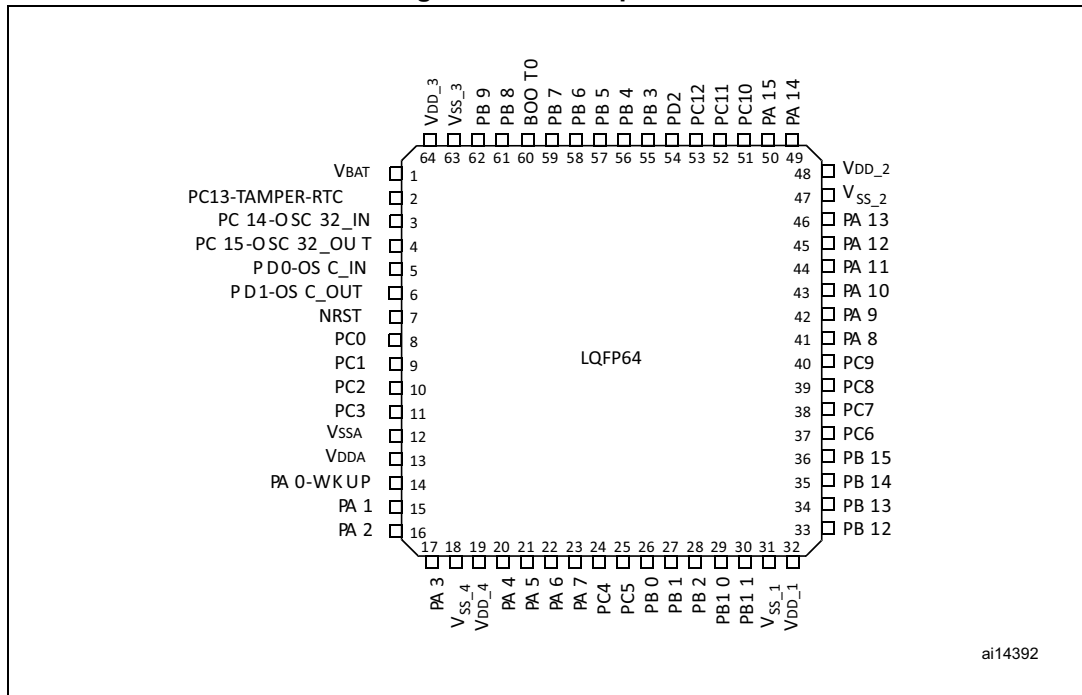 VDD_3
VSS_3
PB 9
PB 8
BOO T0
PB 7
PB 6
PB 5
PB 4
PB 3
PD2
PC12
PC11
PC10
PA 15
PA 14
64 63 62 61 60 59 58 57 56 55 54 53 52 51 50 49
VBAT 1
PC13-TAMPER-RTC 2
PC 14-O SC 32_IN 3
PC 15-O SC 32_OU T 4
P D0-OS C_IN 5
P D1-OS C_OUT 6
NRST 7
PC0 8
PC1 9
PC2 10
PC3 11
VSSA 12
VDDA 13
PA 0-WK UP 14
PA 1 15
PA 2 16
LQFP64
48 VDD_2
47 VSS_2
46 PA 13
45 PA 12
44 PA 11
43 PA 10
42 PA 9
41 PA 8
40 PC9
39 PC8
38 PC7
37 PC6
36 PB 15
35 PB 14
34 PB 13
33 PB 12
17 18 19 20 21 22 23 24 25 26 27 28 29 30 31 32
PA 3
VSS_4
VDD_4
PA 4
PA 5
PA 6
PA 7
PC4
PC5
PB 0
PB 1
PB 2
PB1 0
PB1 1
VSS_1
VDD_1
ai14392